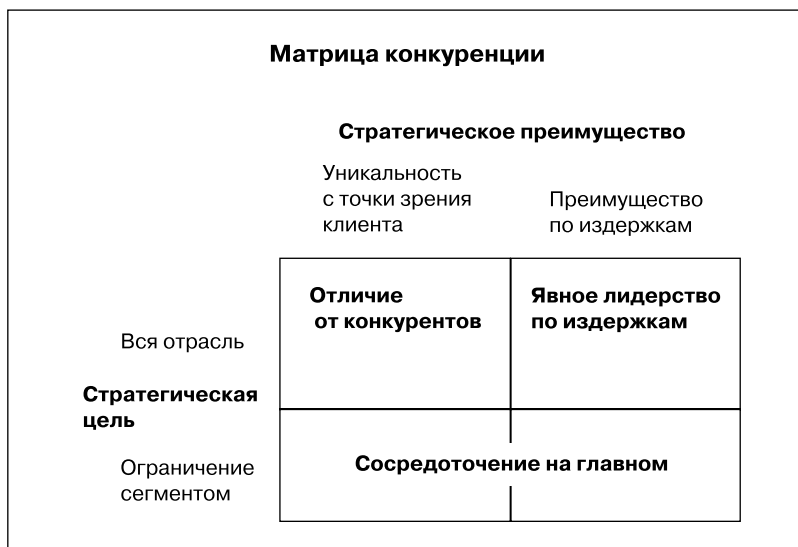 Матрица конкуренции
Стратегическое преимущество
Уникальность
с точки зрения
клиента
Преимущество
по издержкам
Отличие
от конкурентов
Явное лидерство
по издержкам
Вся отрасль
Стратегическая
цель
Ограничение
сегментом
Сосредоточение на главном